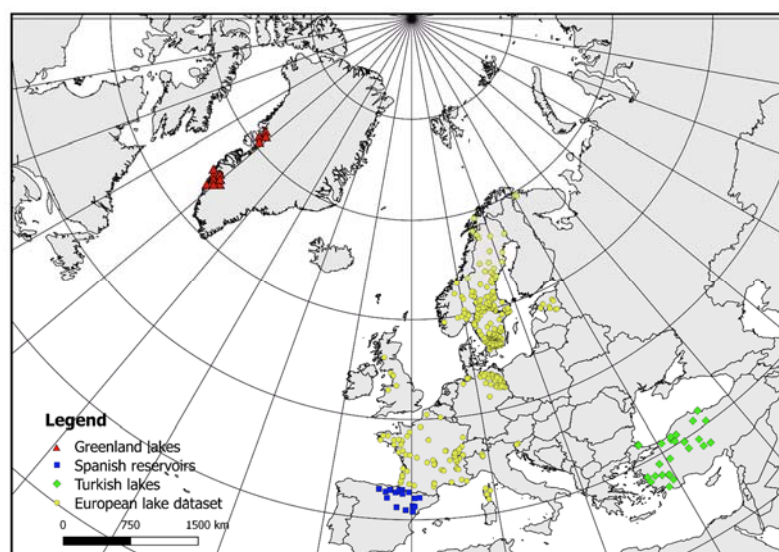 Legend
Greenland lakes
Spanish reservoirs
Turkish lakes
European lake dataset
0 750 1500 km